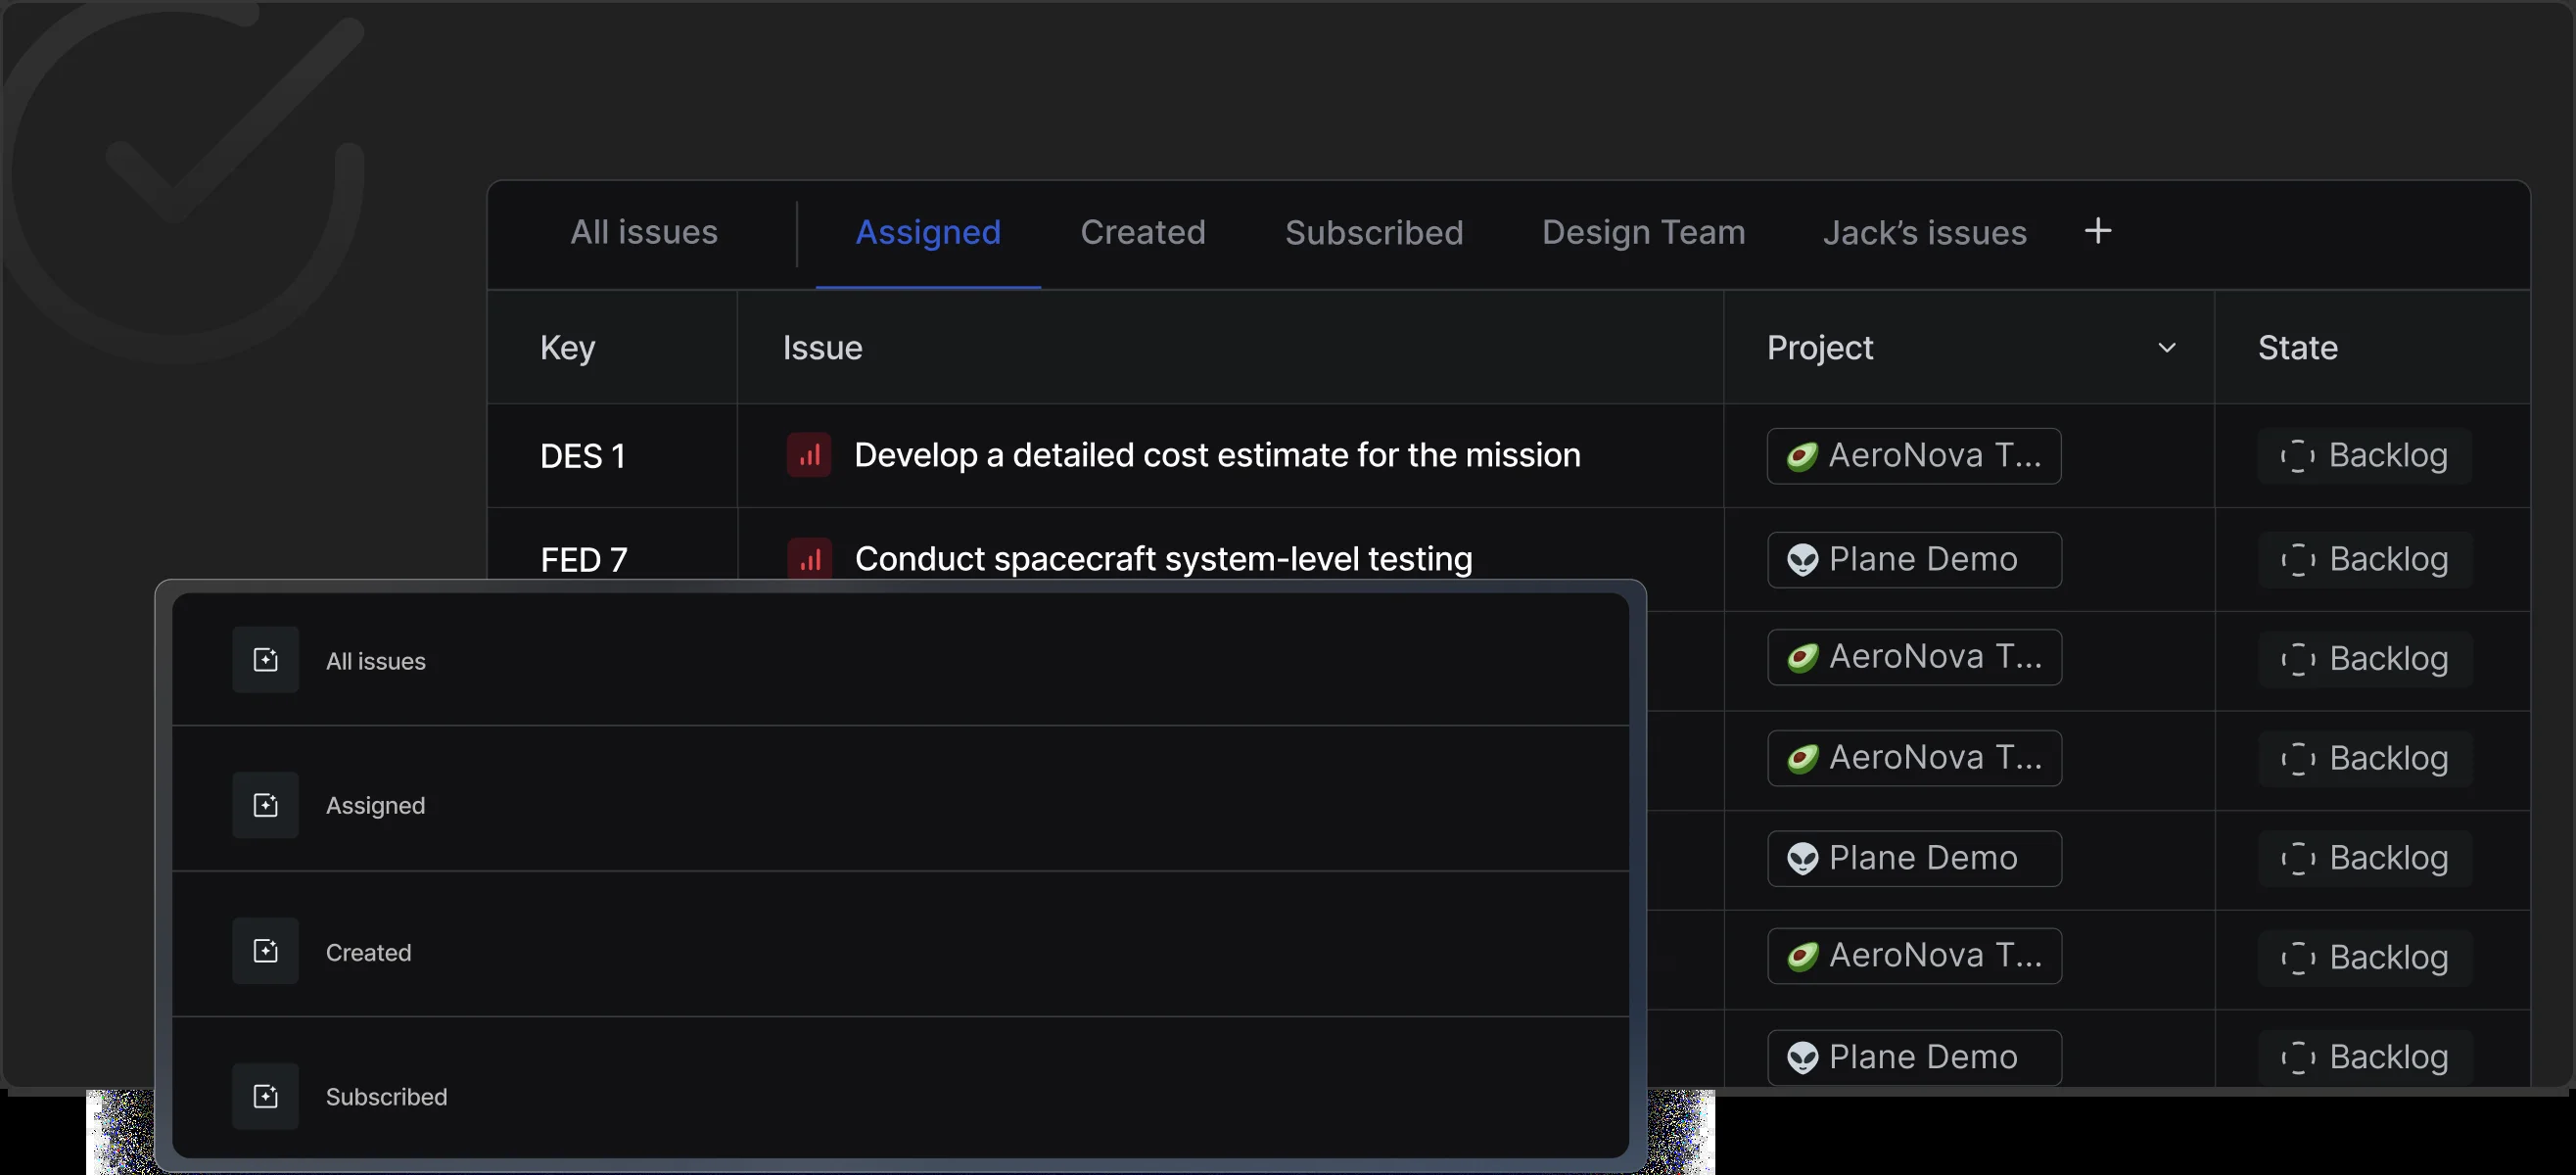 All issues Assigned Created Subscribed Design Team Jack’s issues +
Key Issue Project State
DES 1 Develop a detailed cost estimate for the mission AeroNova T... Backlog
FED 7 Conduct spacecraft system-level testing Plane Demo Backlog
AeroNova T... Backlog
AeroNova T... Backlog
Plane Demo Backlog
AeroNova T... Backlog
Plane Demo Backlog
All issues
Assigned
Created
Subscribed